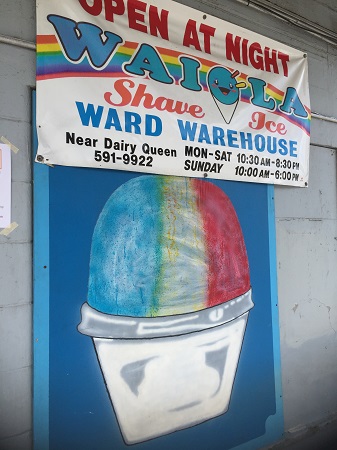 OPEN AT NIGHT
WAIOLA
Shave Ice
WARD WAREHOUSE
Near Dairy Queen MON-SAT 10:30 AM-8:30 PM
591-9922 SUNDAY 10:00 AM-6:00 PM